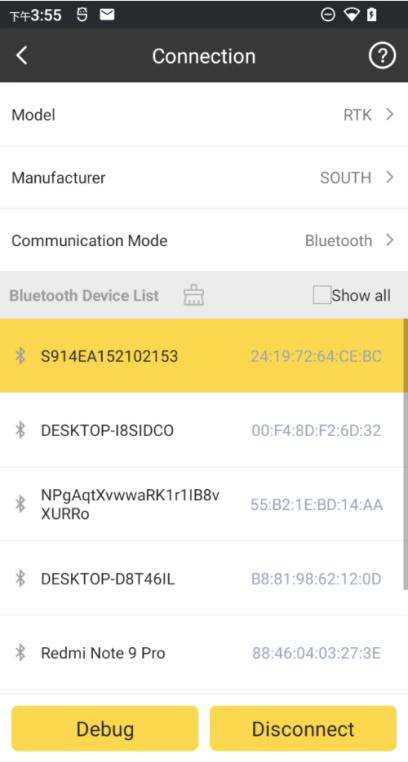 下午3:55
Connection
Model RTK
Manufacturer SOUTH
Communication Mode Bluetooth
Bluetooth Device List Show all
S914EA152102153 24:19:72:64:CE:BC
DESKTOP-I8SIDCO 00:F4:8D:F2:6D:32
NPgAqtXvwwaRK1r1IB8v
XURRo 55:B2:1E:BD:14:AA
DESKTOP-D8T46IL B8:81:98:62:12:0D
Redmi Note 9 Pro 88:46:04:03:27:3E
Debug Disconnect